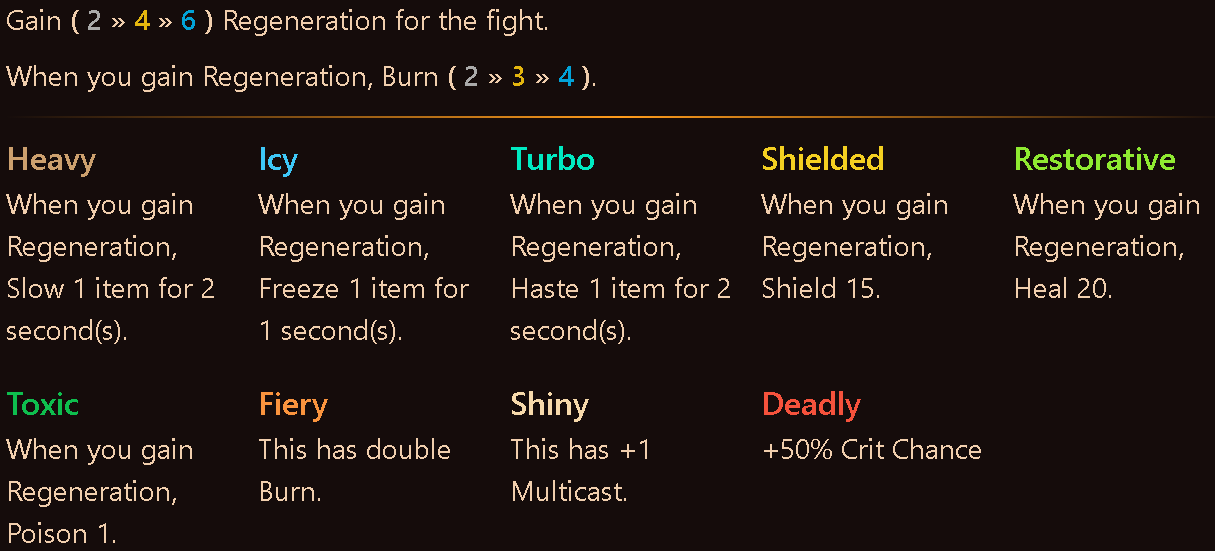 Gain ( 2 » 4 » 6 ) Regeneration for the fight.
When you gain Regeneration, Burn ( 2 » 3 » 4 ).
Heavy
When you gain
Regeneration,
Slow 1 item for 2
second(s).
Icy
When you gain
Regeneration,
Freeze 1 item for
1 second(s).
Turbo
When you gain
Regeneration,
Haste 1 item for 2
second(s).
Shielded
When you gain
Regeneration,
Shield 15.
Restorative
When you gain
Regeneration,
Heal 20.
Toxic
When you gain
Regeneration,
Poison 1.
Fiery
This has double
Burn.
Shiny
This has +1
Multicast.
Deadly
+50% Crit Chance